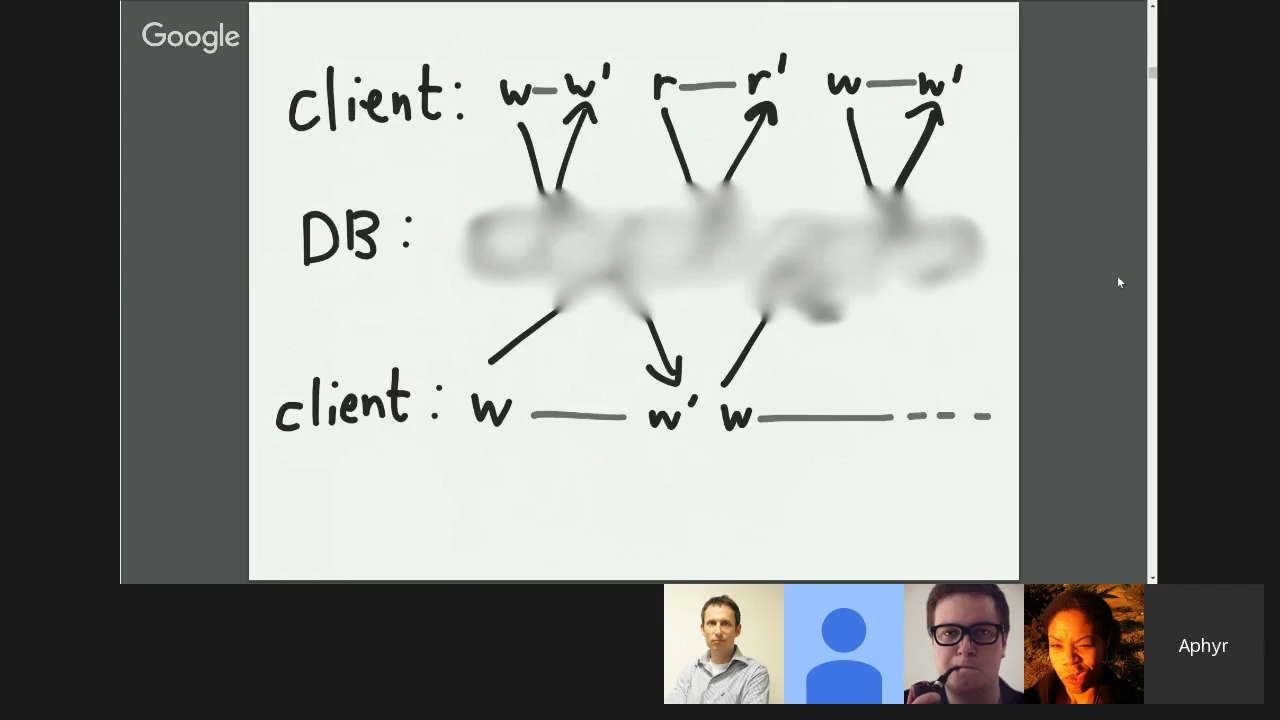 Google
client: w w' r r' w w'
DB:
client: w w' w
Aphyr